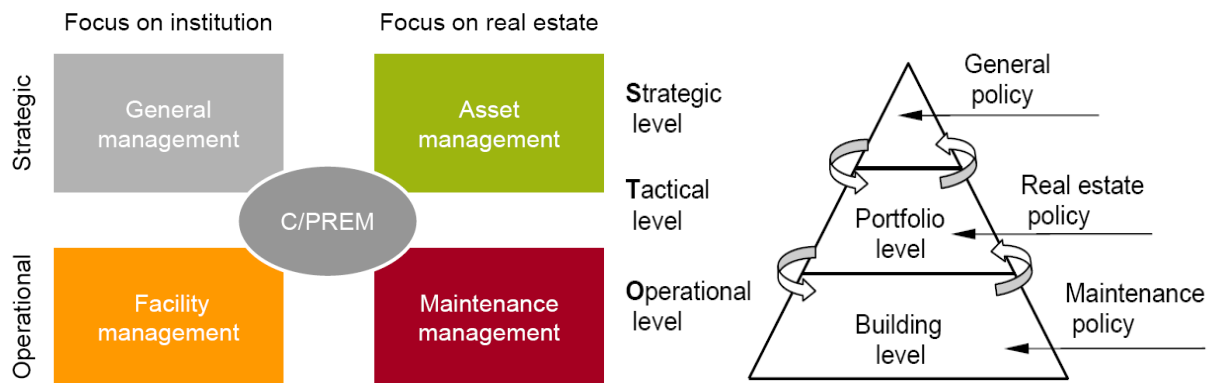 Focus on institution
Focus on real estate
Strategic
General
management
Asset
management
C/PREM
Operational
Facility
management
Maintenance
management
Strategic
level
General
policy
Tactical
level
Portfolio
level
Real estate
policy
Operational
level
Building
level
Maintenance
policy